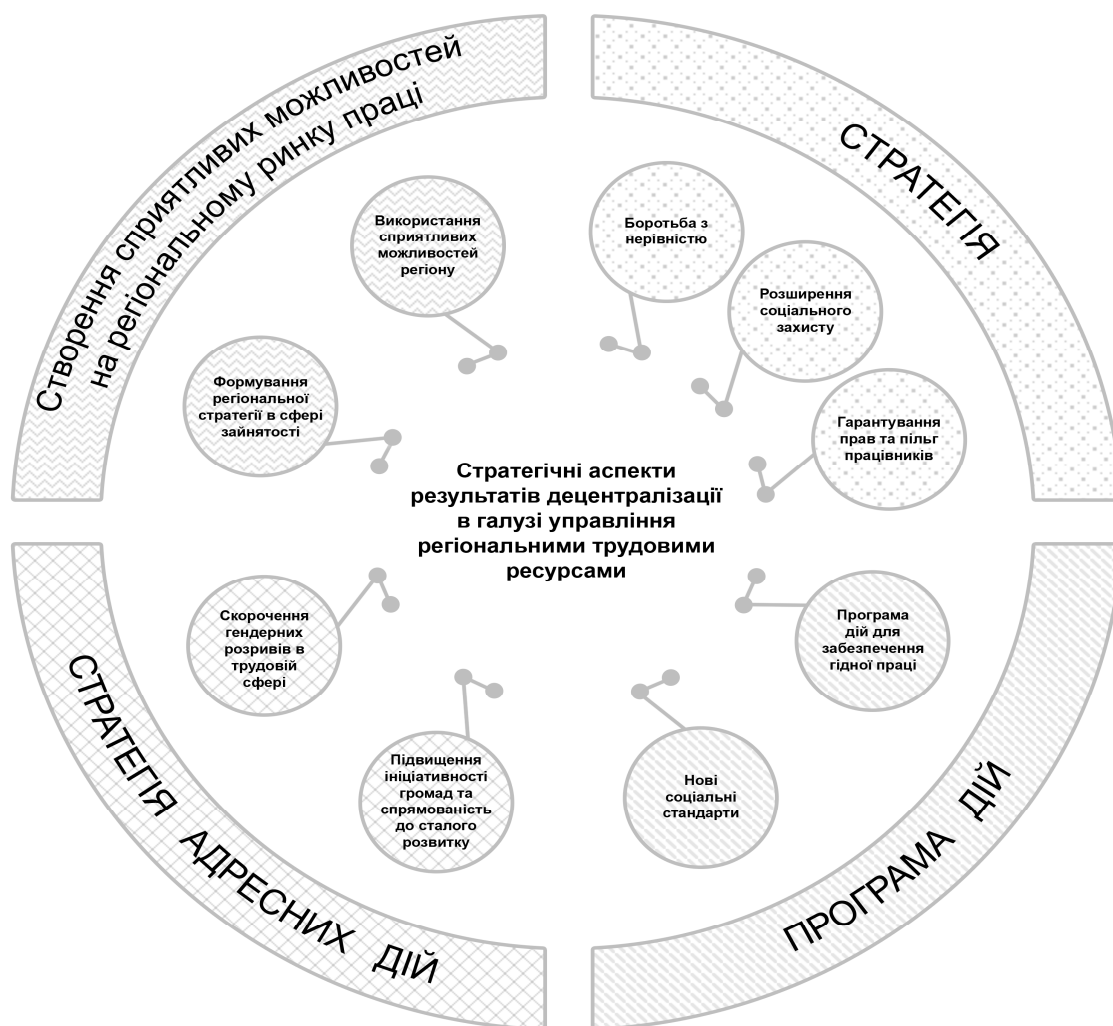 Створення сприятливих можливостей
на регіональному ринку праці
СТРАТЕГІЯ
Використання
сприятливих
можливостей
регіону
Боротьба з
нерівністю
Розширення
соціального
захисту
Формування
регіональної
стратегії в сфері
зайнятості
Гарантування
прав та пільг
працівників
Стратегічні аспекти
результатів децентралізації
в галузі управління
регіональними трудовими
ресурсами
Скорочення
гендерних
розривів в
трудовій
сфері
Програма
дій для
забезпечення
гідної праці
Підвищення
ініціативності
громад та
спрямованість
до сталого
розвитку
Нові
соціальні
стандарти
СТРАТЕГІЯ АДРЕСНИХ ДІЙ
ПРОГРАМА ДІЙ